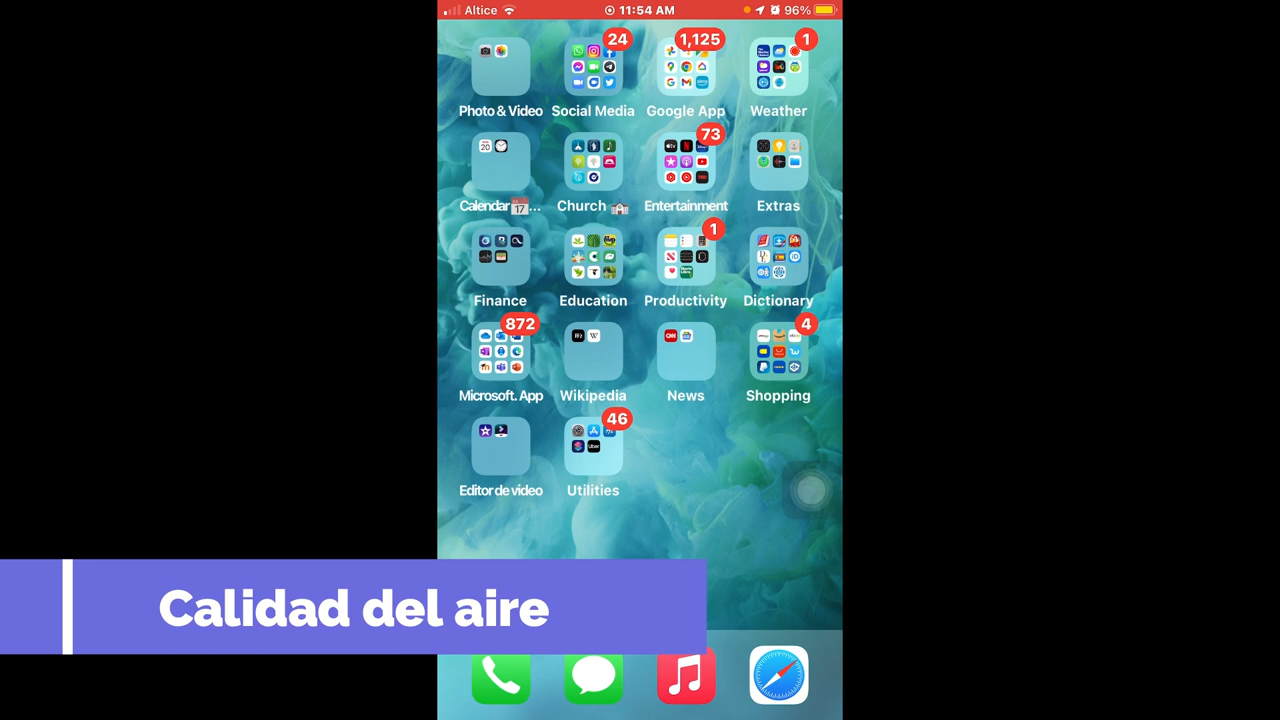 Altice 11:54 AM 96%
24 1,125 1
Photo & Video Social Media Google App Weather
73
20
Calendar 17... Church Entertainment Extras
1
Finance Education Productivity Dictionary
872 4
Microsoft. App Wikipedia News Shopping
46
Editor de video Utilities
Calidad del aire